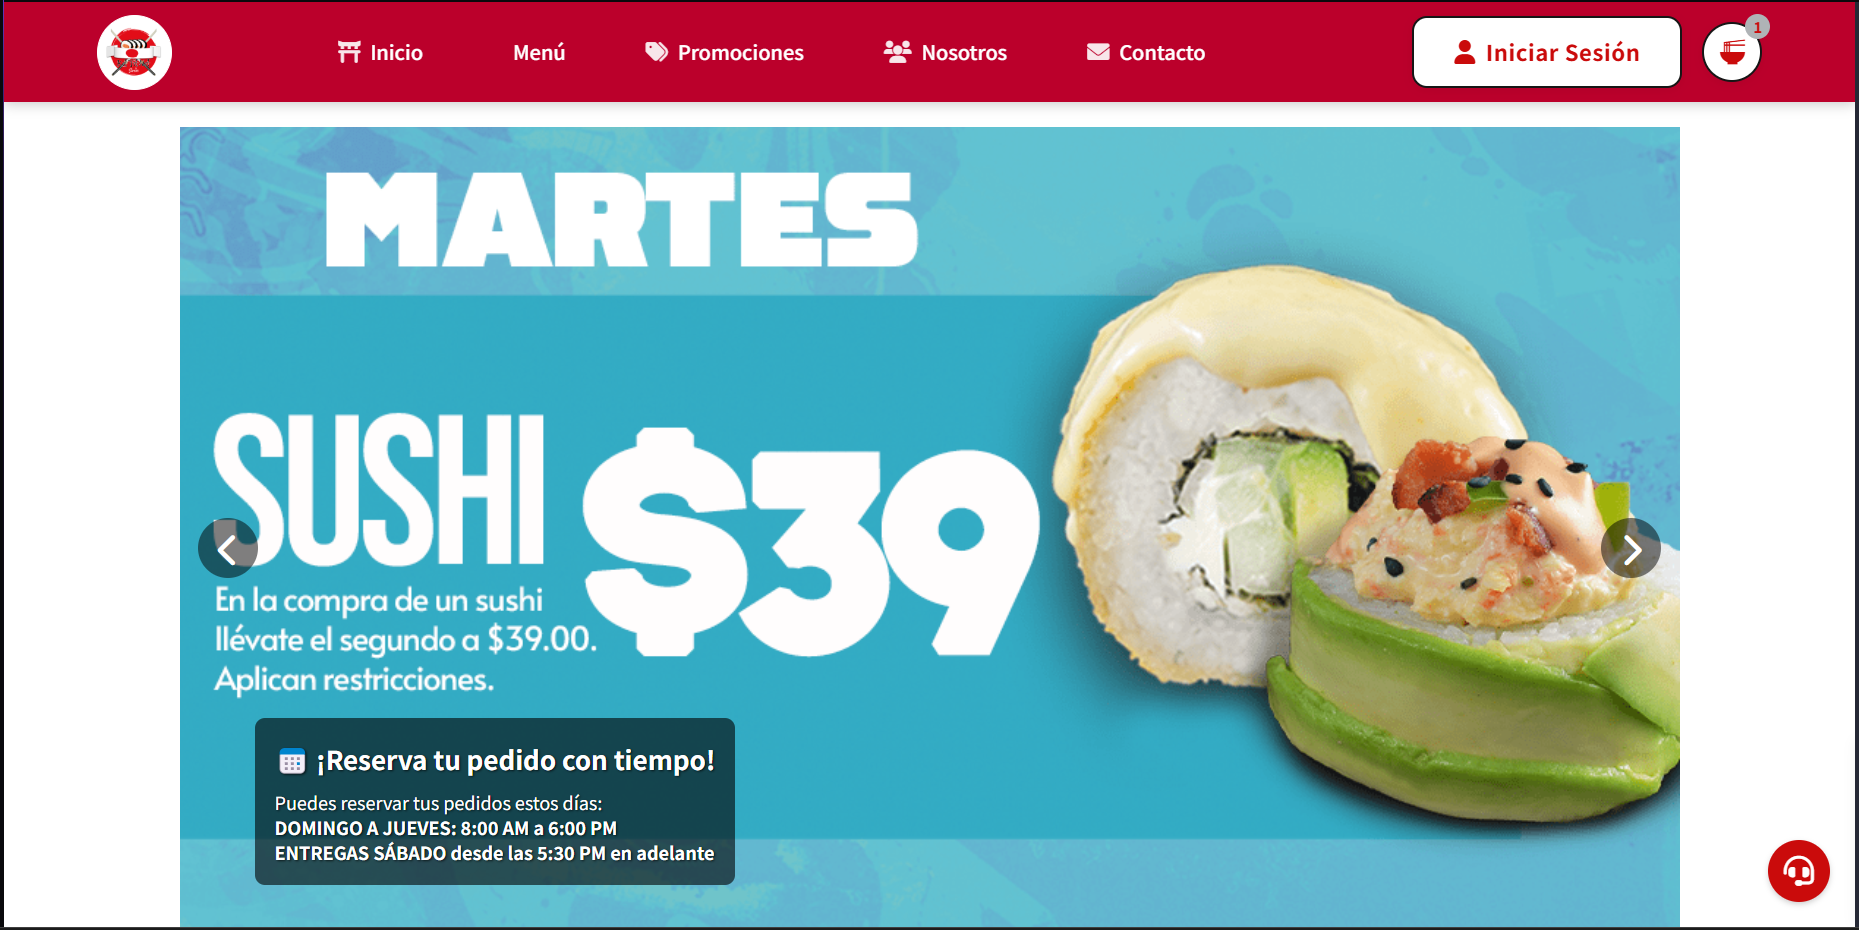 Inicio
Menú
Promociones
Nosotros
Contacto
Iniciar Sesión
1
MARTES
SUSHI
$39
En la compra de un sushi
llévate el segundo a $39.00.
Aplican restricciones.
¡Reserva tu pedido con tiempo!
Puedes reservar tus pedidos estos días:
DOMINGO A JUEVES: 8:00 AM a 6:00 PM
ENTREGAS SÁBADO desde las 5:30 PM en adelante